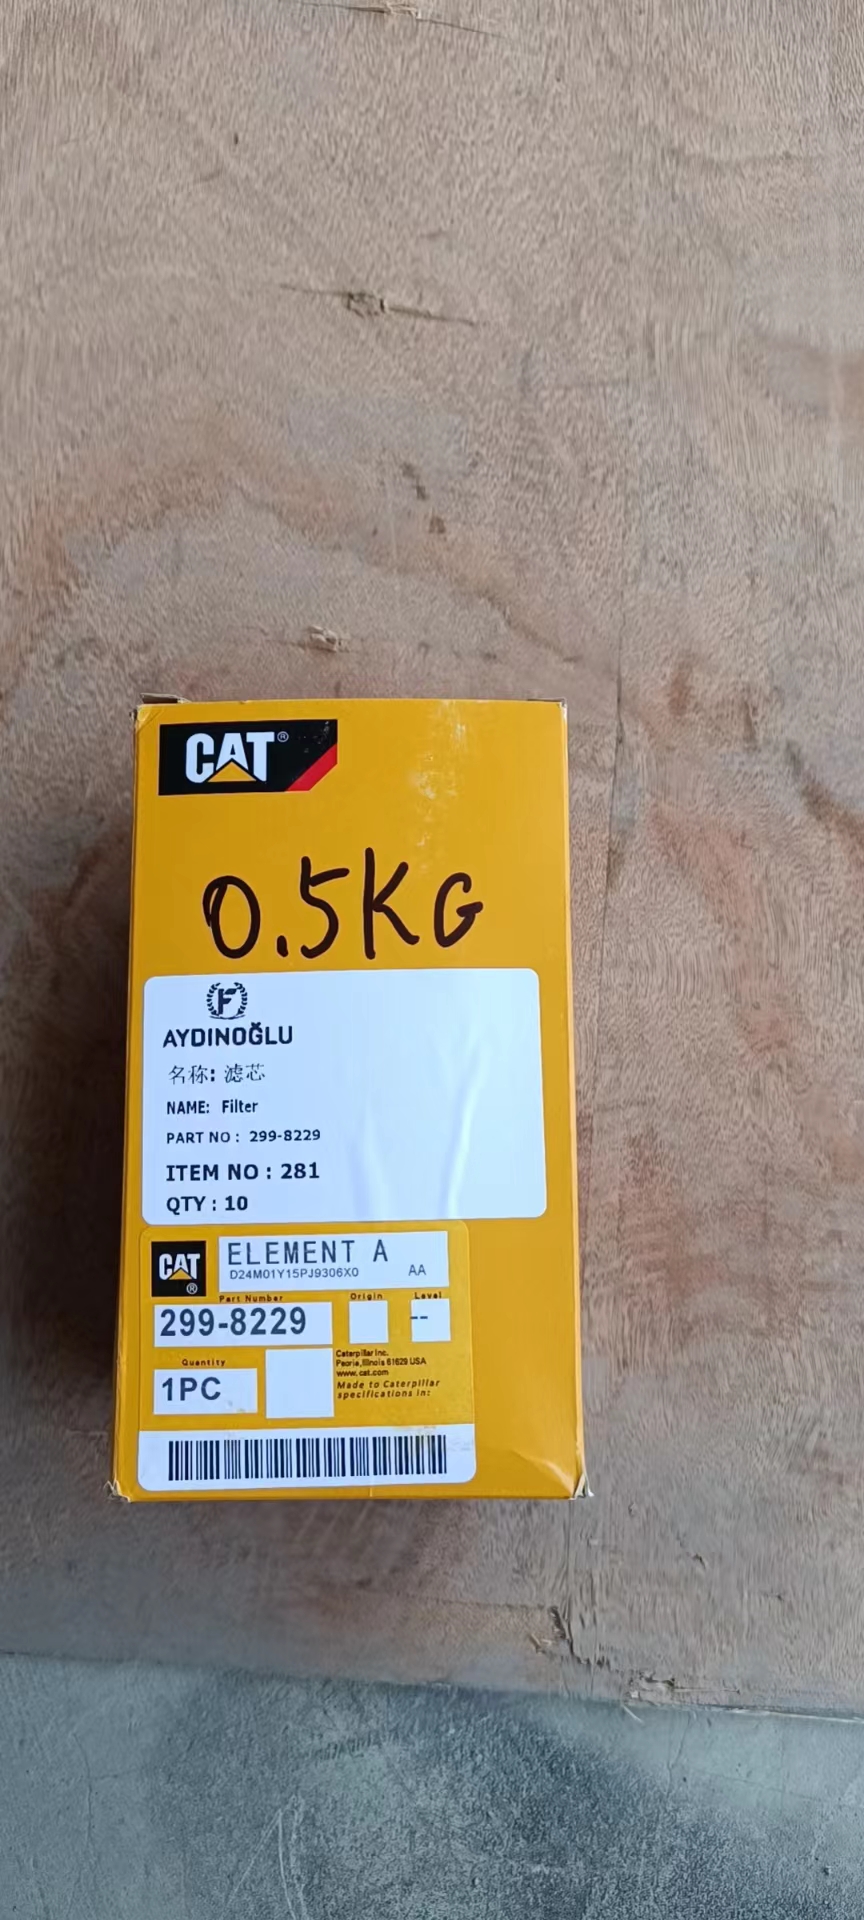 CAT®
0.5KG
F
AYDINOĞLU
名称: 滤芯
NAME: Filter
PART NO : 299-8229
ITEM NO : 281
QTY : 10
CAT®
ELEMENT A
D24M01Y15PJ9306X0 AA
Part Number Origin Level
299-8229 --
Quantity
1PC
Caterpillar Inc.
Peoria, Illinois 61629 USA
www.cat.com
Made to Caterpillar
specifications in: